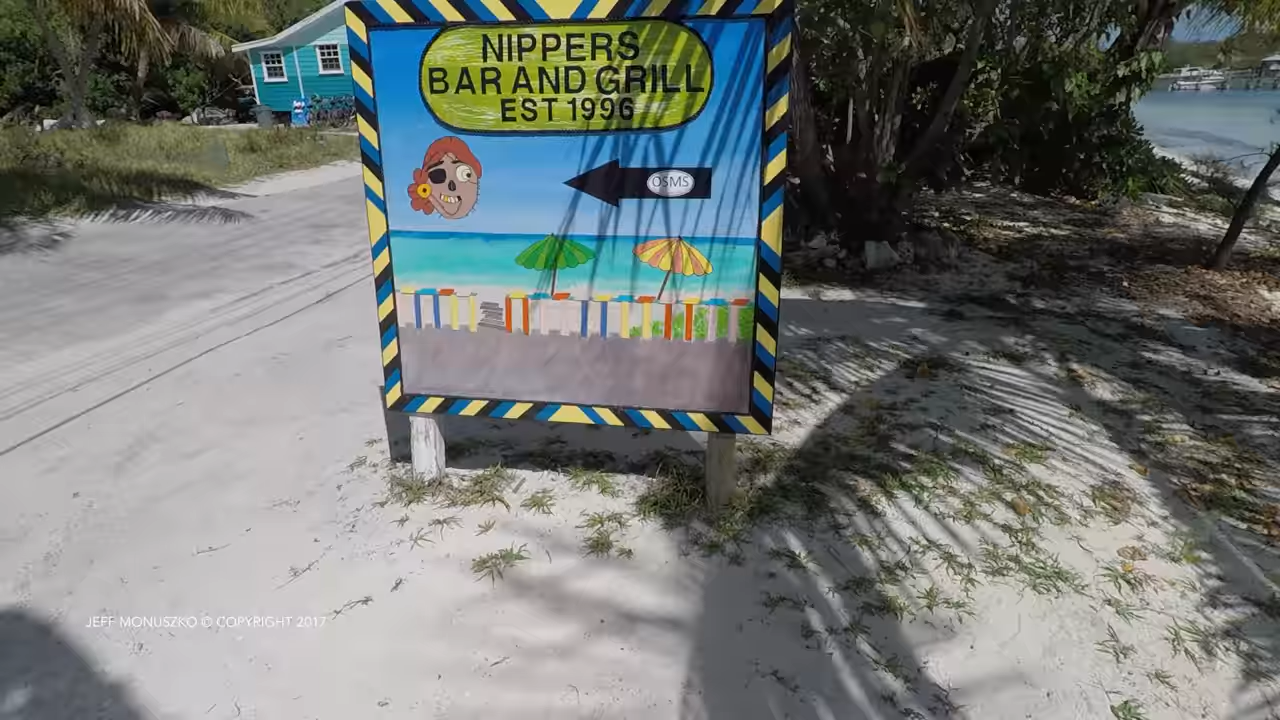 NIPPERS
BAR AND GRILL
EST 1996
OSMS
JEFF MONUSZKO © COPYRIGHT 2017